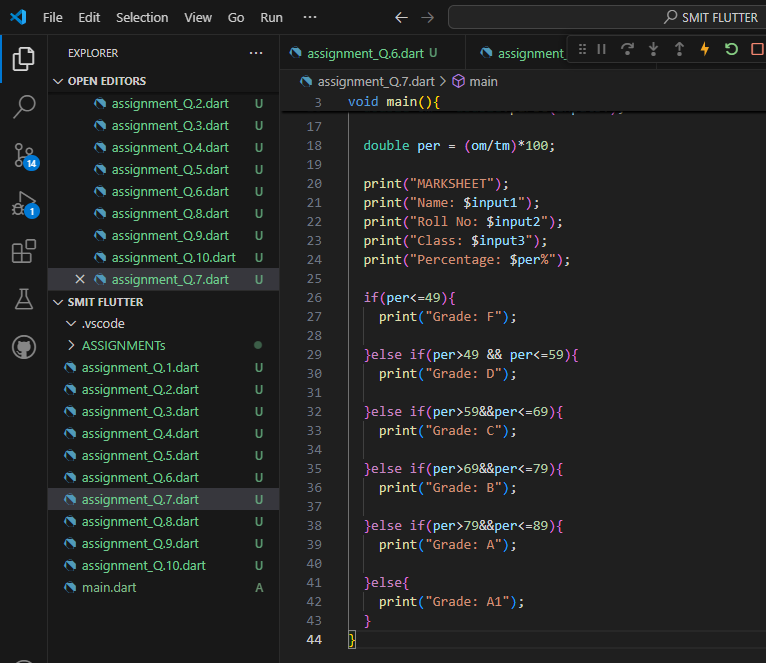 File Edit Selection View Go Run ... SMIT FLUTTER
EXPLORER ...
OPEN EDITORS
assignment_Q.2.dart U
assignment_Q.3.dart U
assignment_Q.4.dart U
assignment_Q.5.dart U
assignment_Q.6.dart U
assignment_Q.8.dart U
assignment_Q.9.dart U
assignment_Q.10.dart U
assignment_Q.7.dart U
SMIT FLUTTER
.vscode
ASSIGNMENTs
assignment_Q.1.dart U
assignment_Q.2.dart U
assignment_Q.3.dart U
assignment_Q.4.dart U
assignment_Q.5.dart U
assignment_Q.6.dart U
assignment_Q.7.dart U
assignment_Q.8.dart U
assignment_Q.9.dart U
assignment_Q.10.dart U
main.dart A
14
1
assignment_Q.6.dart U assignment_
assignment_Q.7.dart > main
3 void main(){
17
18 double per = (om/tm)*100;
19
20 print("MARKSHEET");
21 print("Name: $input1");
22 print("Roll No: $input2");
23 print("Class: $input3");
24 print("Percentage: $per%");
25
26 if(per<=49){
27 print("Grade: F");
28
29 }else if(per>49 && per<=59){
30 print("Grade: D");
31
32 }else if(per>59&&per<=69){
33 print("Grade: C");
34
35 }else if(per>69&&per<=79){
36 print("Grade: B");
37
38 }else if(per>79&&per<=89){
39 print("Grade: A");
40
41 }else{
42 print("Grade: A1");
43 }
44 }